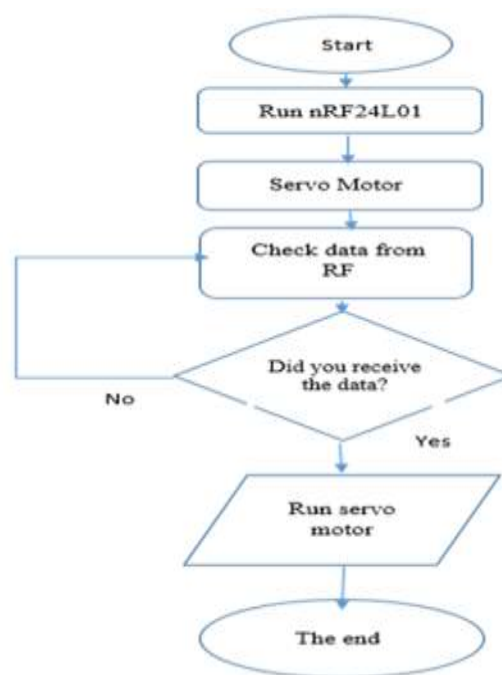 Start
Run nRF24L01
Servo Motor
Check data from
RF
Did you receive
the data?
No
Yes
Run servo
motor
The end